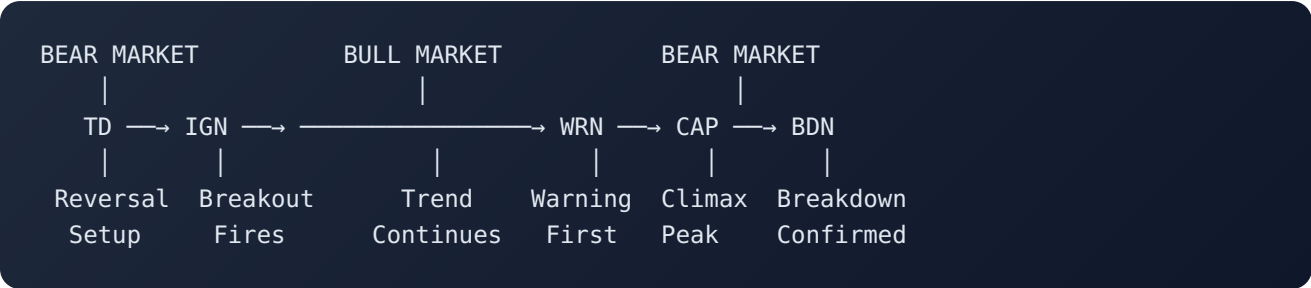 BEAR MARKET          BULL MARKET           BEAR MARKET
    |                     |                     |
   TD ──→ IGN ──→ ────────────────→ WRN ──→ CAP ──→ BDN
    |       |              |          |       |       |
 Reversal  Breakout      Trend    Warning  Climax  Breakdown
  Setup     Fires      Continues   First   Peak    Confirmed